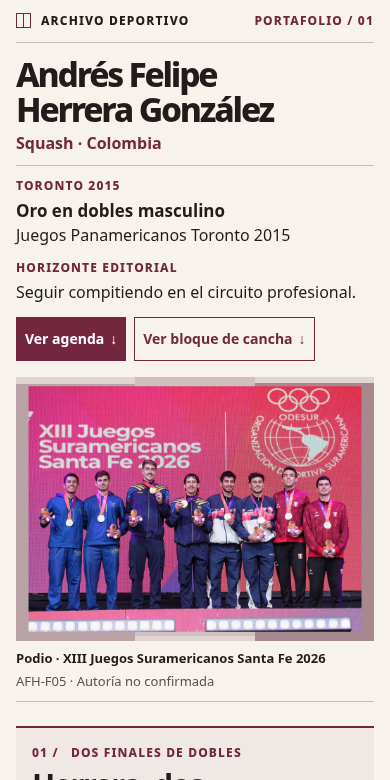 ARCHIVO DEPORTIVO
PORTAFOLIO / 01
Andrés Felipe
Herrera González
Squash · Colombia
TORONTO 2015
Oro en dobles masculino
Juegos Panamericanos Toronto 2015
HORIZONTE EDITORIAL
Seguir compitiendo en el circuito profesional.
Ver agenda ↓
Ver bloque de cancha ↓
XIII Juegos
Suramericanos
Santa Fe 2026
ODESUR
ORGANIZACIÓN DEPORTIVA SURAMERICANA
Podio · XIII Juegos Suramericanos Santa Fe 2026
AFH-F05 · Autoría no confirmada
01 / DOS FINALES DE DOBLES
Herrera, dos